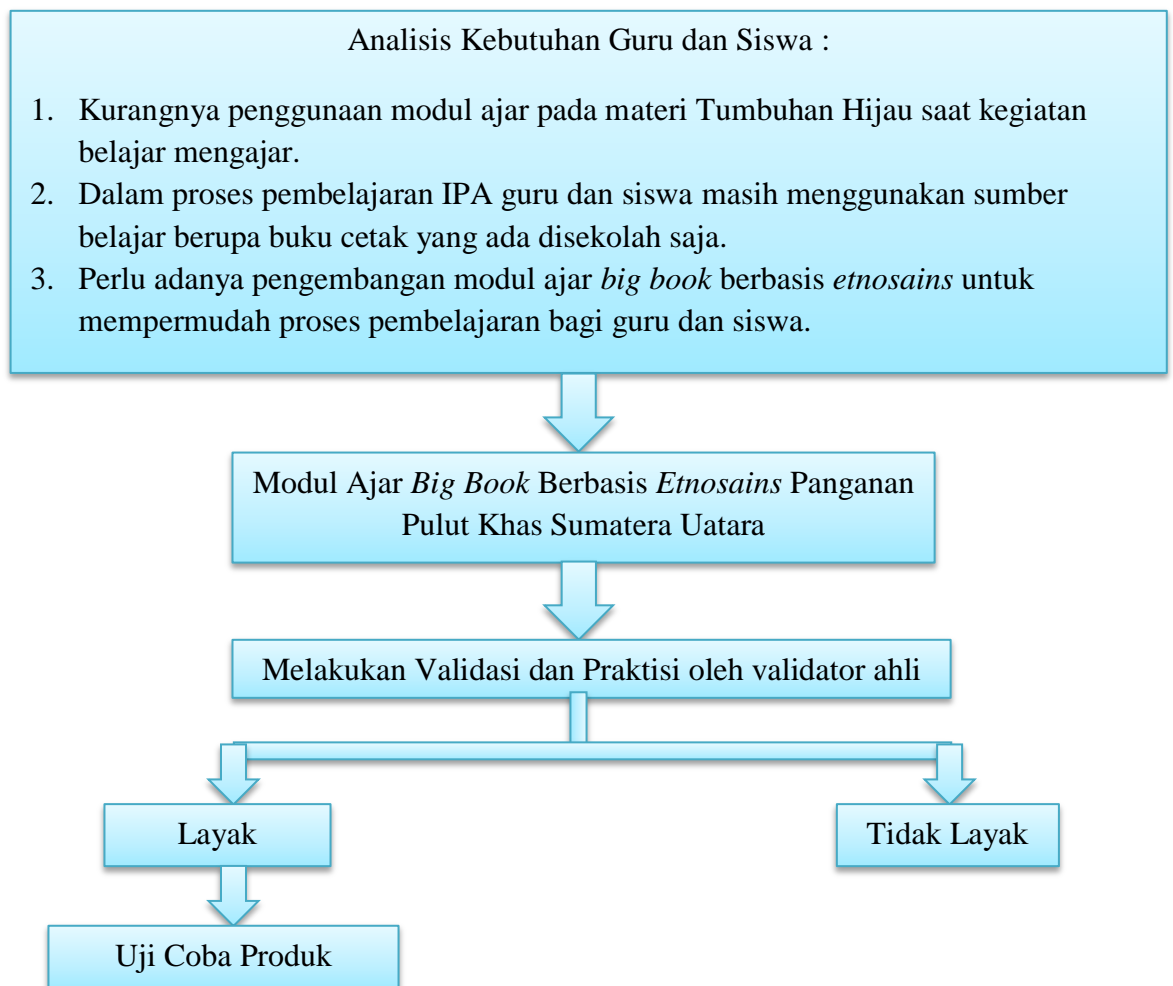 Analisis Kebutuhan Guru dan Siswa :
1. Kurangnya penggunaan modul ajar pada materi Tumbuhan Hijau saat kegiatan
belajar mengajar.
2. Dalam proses pembelajaran IPA guru dan siswa masih menggunakan sumber
belajar berupa buku cetak yang ada disekolah saja.
3. Perlu adanya pengembangan modul ajar big book berbasis etnosains untuk
mempermudah proses pembelajaran bagi guru dan siswa.
Modul Ajar Big Book Berbasis Etnosains Panganan
Pulut Khas Sumatera Uatara
Melakukan Validasi dan Praktisi oleh validator ahli
Layak
Tidak Layak
Uji Coba Produk